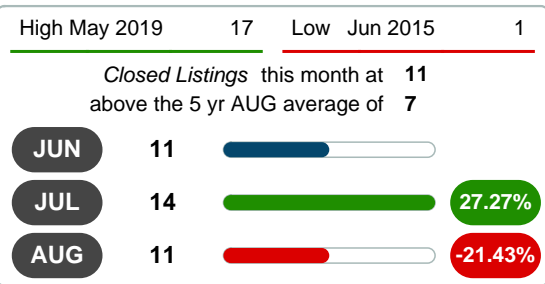 High May 2019 17 Low Jun 2015 1
Closed Listings this month at 11
above the 5 yr AUG average of 7
JUN 11
JUL 14 27.27%
AUG 11 -21.43%